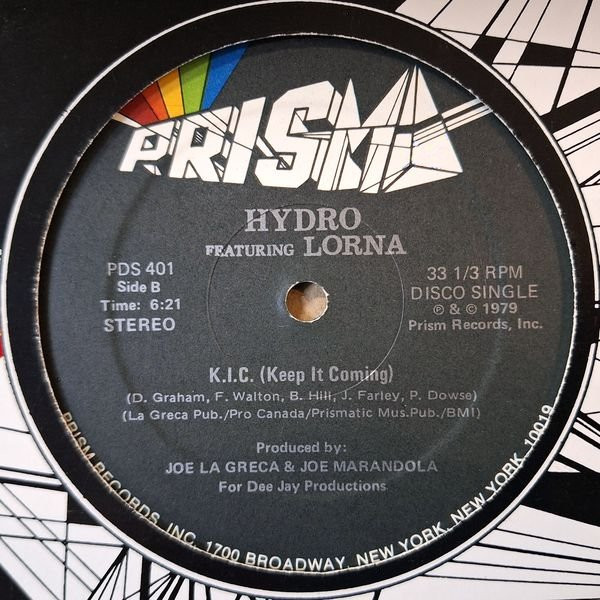 PRISM
HYDRO
FEATURING LORNA
PDS 401
Side B
Time: 6:21
STEREO
33 1/3 RPM
DISCO SINGLE
℗ & © 1979
Prism Records, Inc.
K.I.C. (Keep It Coming)
(D. Graham, F. Walton, B. Hill, J. Farley, P. Dowse)
(La Greca Pub./Pro Canada/Prismatic Mus.Pub./BMI)
Produced by:
JOE LA GRECA & JOE MARANDOLA
For Dee Jay Productions
PRISM RECORDS, INC. 1700 BROADWAY, NEW YORK, NEW YORK 10019